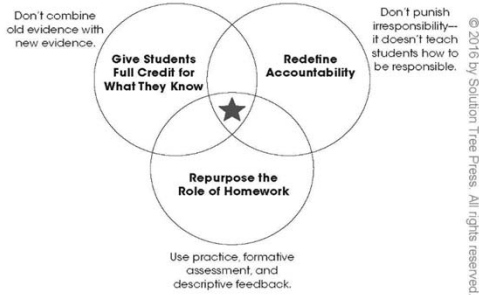 Don't combine
old evidence with
new evidence.
Don't punish
irresponsibility—
it doesn't teach
students how to
be responsible.
Give Students
Full Credit for
What They Know
Redefine
Accountability
Repurpose the
Role of Homework
Use practice, formative
assessment, and
descriptive feedback.
© 2016 by Solution Tree Press. All rights reserved.